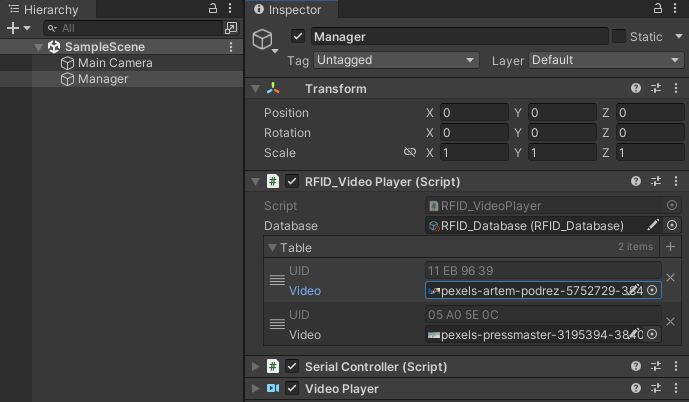 Hierarchy
All
SampleScene
Main Camera
Manager
Inspector
Manager
Static
Tag Untagged Layer Default
Transform
Position X 0 Y 0 Z 0
Rotation X 0 Y 0 Z 0
Scale X 1 Y 1 Z 1
RFID_Video Player (Script)
Script RFID_VideoPlayer
Database RFID_Database (RFID_Database)
Table 2 items
UID 11 EB 96 39
Video pexels-artem-podrez-5752729-384
UID 05 A0 5E 0C
Video pexels-pressmaster-3195394-3840
Serial Controller (Script)
Video Player